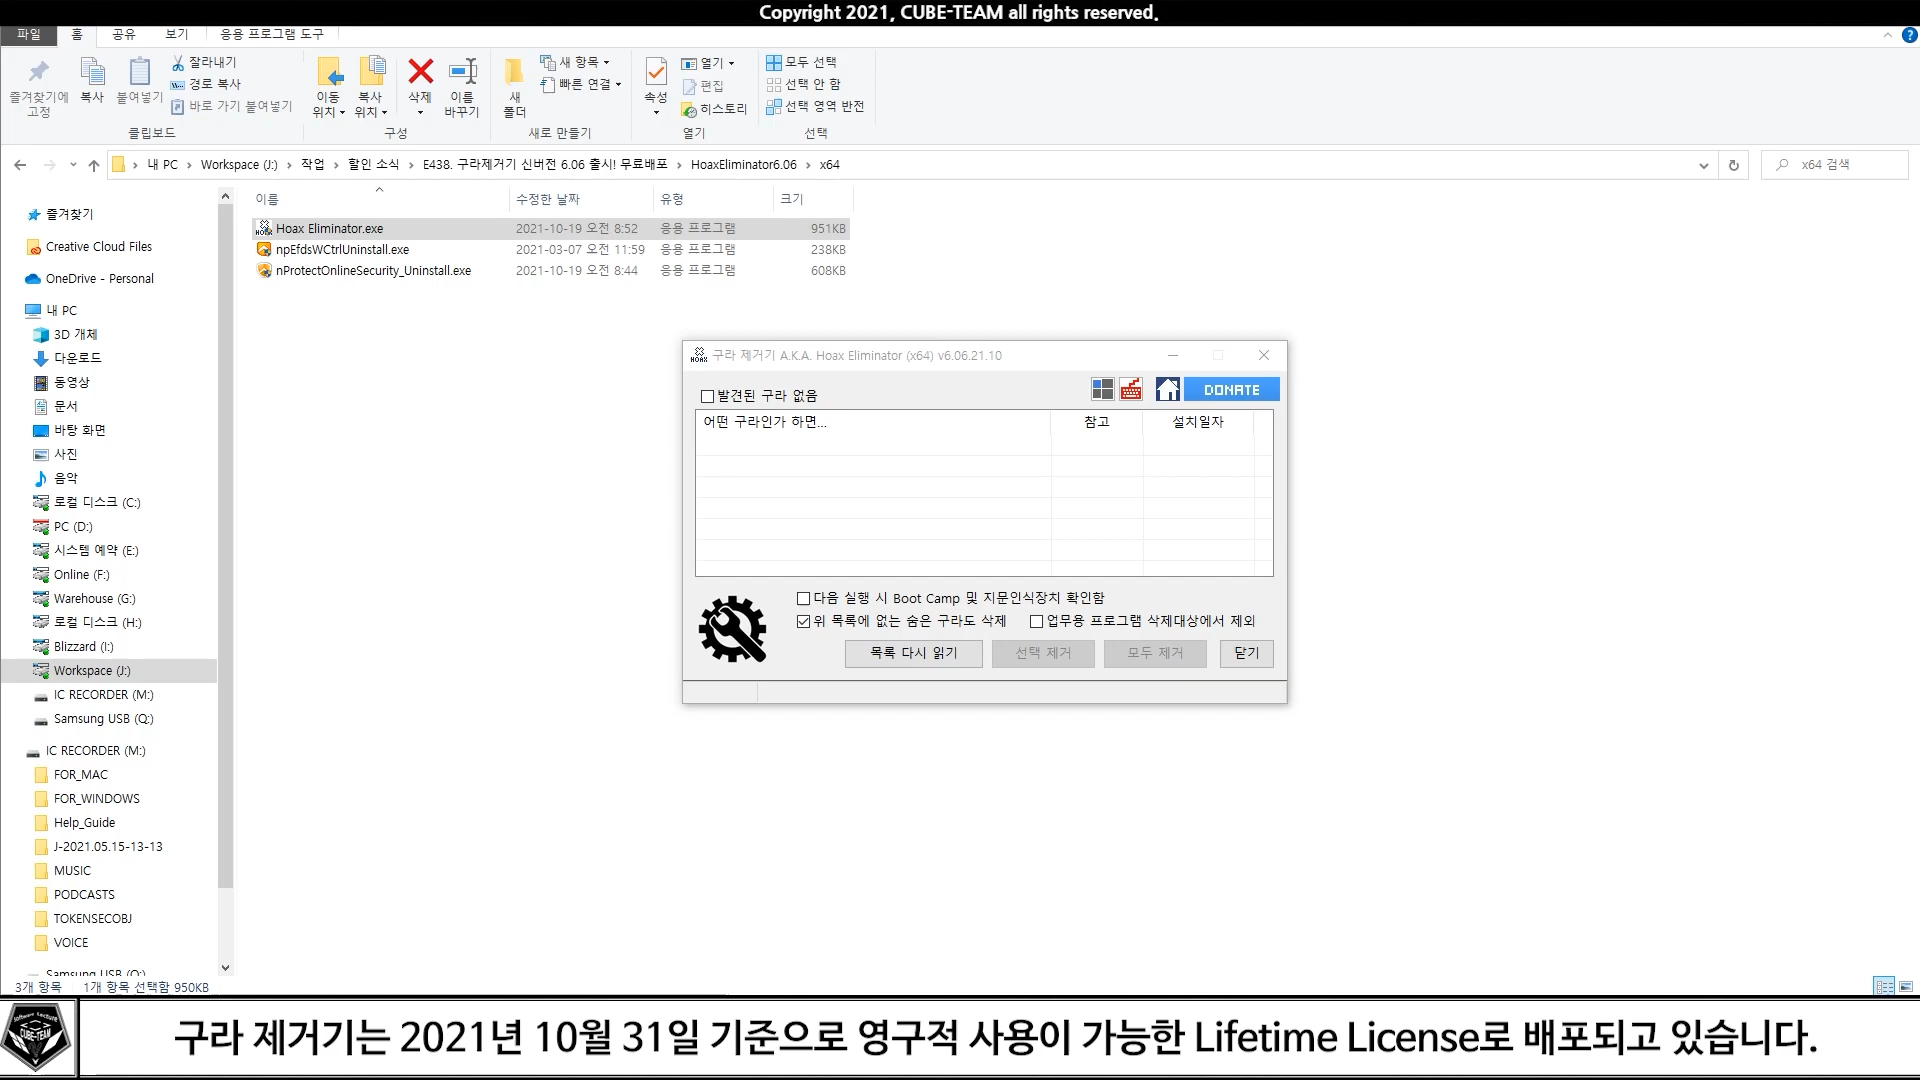 Copyright 2021, CUBE-TEAM all rights reserved.
파일 홈 공유 보기 응용 프로그램 도구
즐겨찾기에 고정
복사
붙여넣기
잘라내기
경로 복사
바로 가기 붙여넣기
클립보드
이동 위치
복사 위치
삭제
이름 바꾸기
구성
새 폴더
새 항목
빠른 연결
새로 만들기
속성
열기
편집
히스토리
열기
모두 선택
선택 안 함
선택 영역 반전
선택
내 PC › Workspace (J:) › 작업 › 할인 소식 › E438. 구라제거기 신버전 6.06 출시! 무료배포 › HoaxEliminator6.06 › x64
x64 검색
이름 수정한 날짜 유형 크기
Hoax Eliminator.exe 2021-10-19 오전 8:52 응용 프로그램 951KB
npEfdsWCtrlUninstall.exe 2021-03-07 오전 11:59 응용 프로그램 238KB
nProtectOnlineSecurity_Uninstall.exe 2021-10-19 오전 8:44 응용 프로그램 608KB
즐겨찾기
Creative Cloud Files
OneDrive - Personal
내 PC
3D 개체
다운로드
동영상
문서
바탕 화면
사진
음악
로컬 디스크 (C:)
PC (D:)
시스템 예약 (E:)
Online (F:)
Warehouse (G:)
로컬 디스크 (H:)
Blizzard (I:)
Workspace (J:)
IC RECORDER (M:)
Samsung USB (Q:)
IC RECORDER (M:)
FOR_MAC
FOR_WINDOWS
Help_Guide
J-2021.05.15-13-13
MUSIC
PODCASTS
TOKENSECOBJ
VOICE
Samsung USB (Q:)
3개 항목 1개 항목 선택함 950KB
HOAX 구라 제거기 A.K.A. Hoax Eliminator (x64) v6.06.21.10
발견된 구라 없음
DONATE
어떤 구라인가 하면... 참고 설치일자
다음 실행 시 Boot Camp 및 지문인식장치 확인함
위 목록에 없는 숨은 구라도 삭제 업무용 프로그램 삭제대상에서 제외
목록 다시 읽기 선택 제거 모두 제거 닫기
Software Lecture
CUBE-TEAM
구라 제거기는 2021년 10월 31일 기준으로 영구적 사용이 가능한 Lifetime License로 배포되고 있습니다.